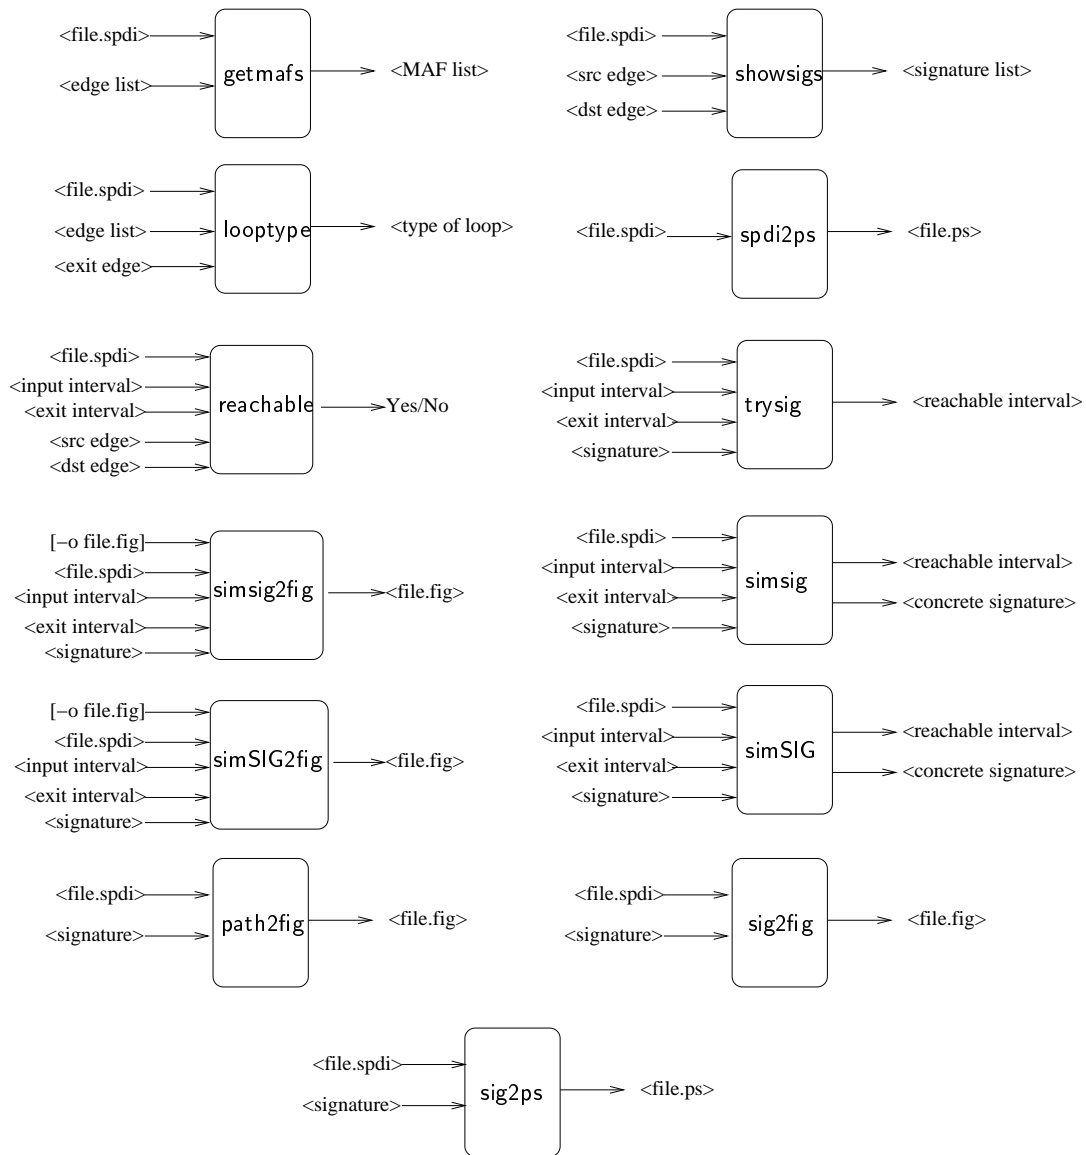 <file.spdi>
<edge list>
getmafs
<MAF list>
<file.spdi>
<src edge>
<dst edge>
showsigs
<signature list>
<file.spdi>
<edge list>
<exit edge>
looptype
<type of loop>
<file.spdi>
spdi2ps
<file.ps>
<file.spdi>
<input interval>
<exit interval>
<src edge>
<dst edge>
reachable
Yes/No
<file.spdi>
<input interval>
<exit interval>
<signature>
trysig
<reachable interval>
[−o file.fig]
<file.spdi>
<input interval>
<exit interval>
<signature>
simsig2fig
<file.fig>
<file.spdi>
<input interval>
<exit interval>
<signature>
simsig
<reachable interval>
<concrete signature>
[−o file.fig]
<file.spdi>
<input interval>
<exit interval>
<signature>
simSIG2fig
<file.fig>
<file.spdi>
<input interval>
<exit interval>
<signature>
simSIG
<reachable interval>
<concrete signature>
<file.spdi>
<signature>
path2fig
<file.fig>
<file.spdi>
<signature>
sig2fig
<file.fig>
<file.spdi>
<signature>
sig2ps
<file.ps>